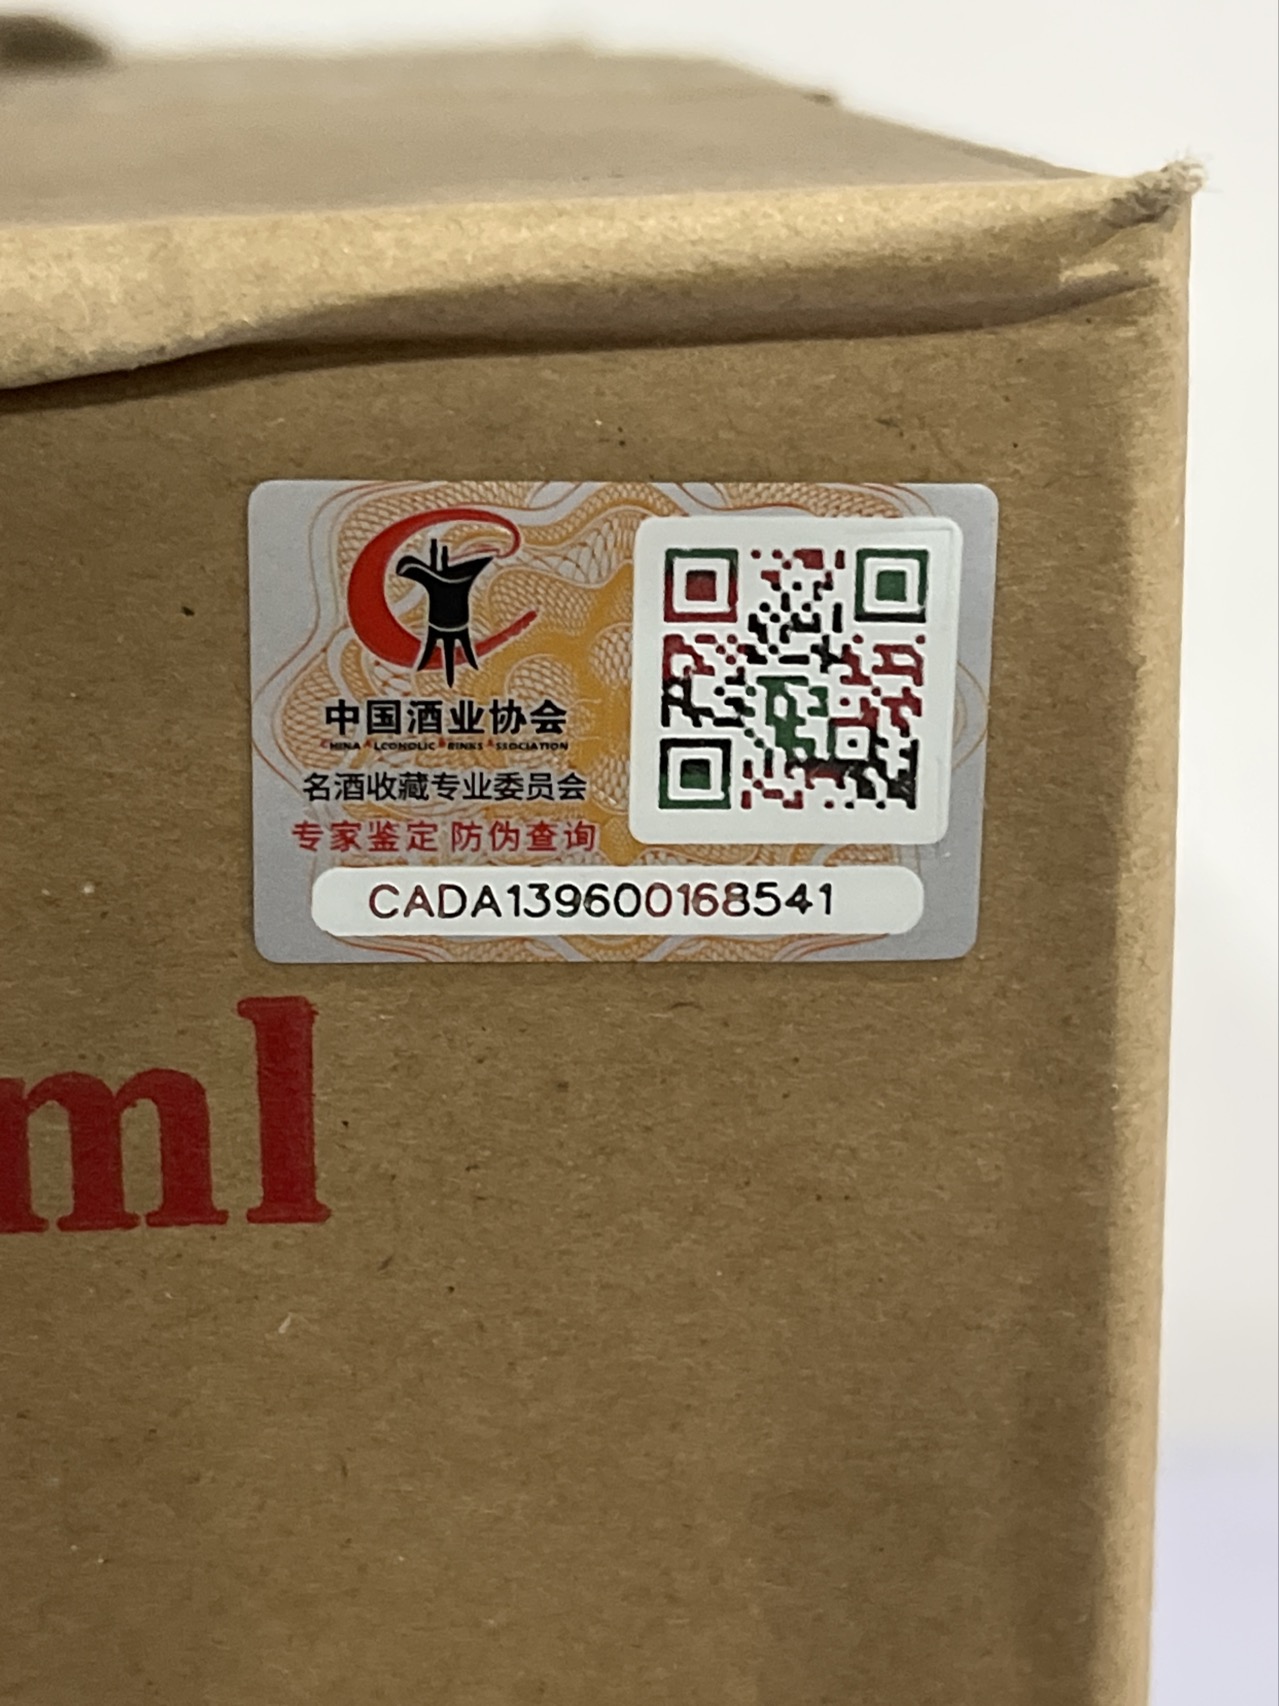 中国酒业协会
CHINA ALCOHOLIC DRINKS ASSOCIATION
名酒收藏专业委员会
专家鉴定 防伪查询
CADA139600168541
ml